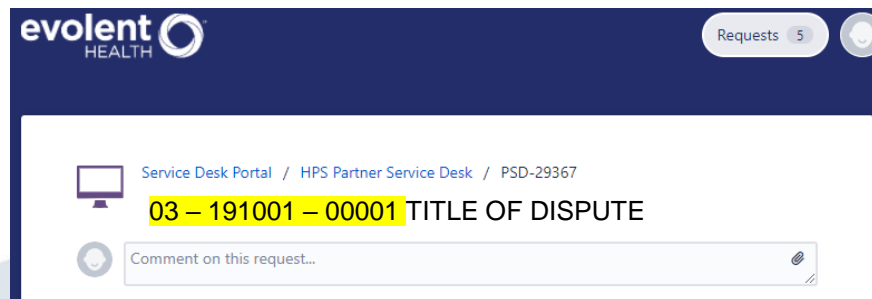 evolent
HEALTH
Requests 5
Service Desk Portal / HPS Partner Service Desk / PSD-29367
03 – 191001 – 00001 TITLE OF DISPUTE
Comment on this request...